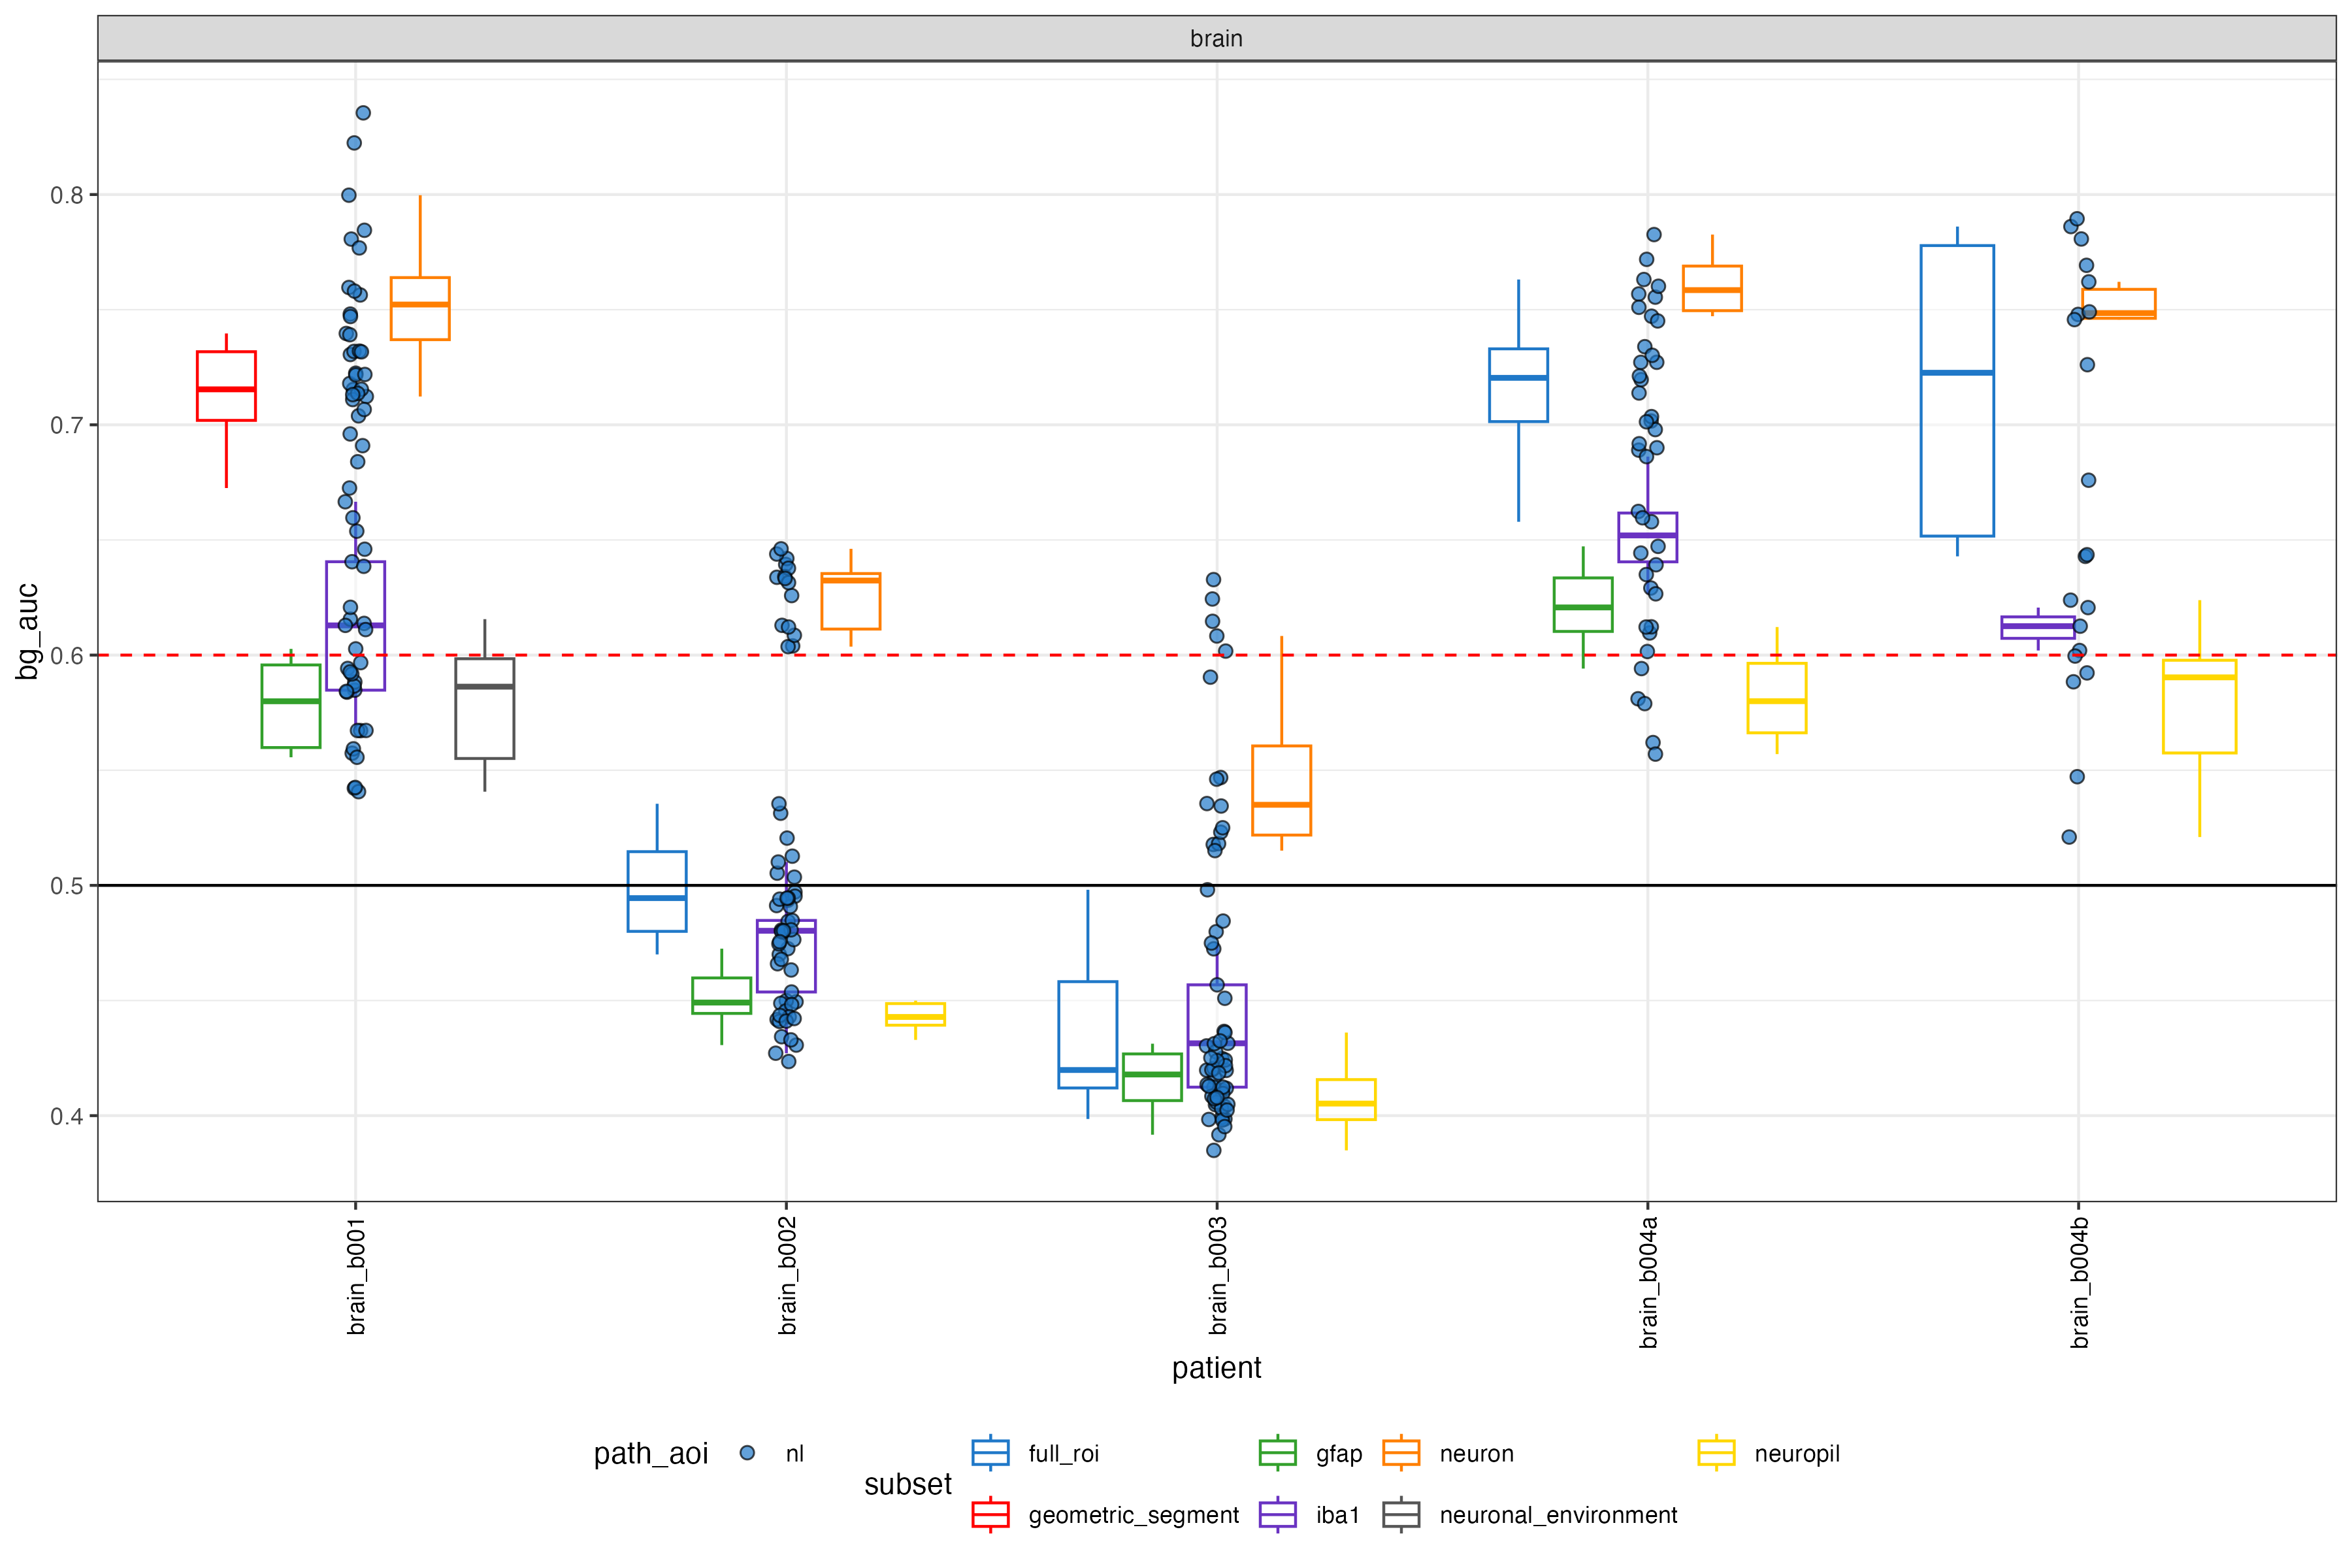 brain
0.8
0.7
0.6
0.5
0.4
bg_auc
brain_b001
brain_b002
brain_b003
brain_b004a
brain_b004b
patient
path_aoi nl
subset
full_roi gfap neuron neuropil
geometric_segment iba1 neuronal_environment